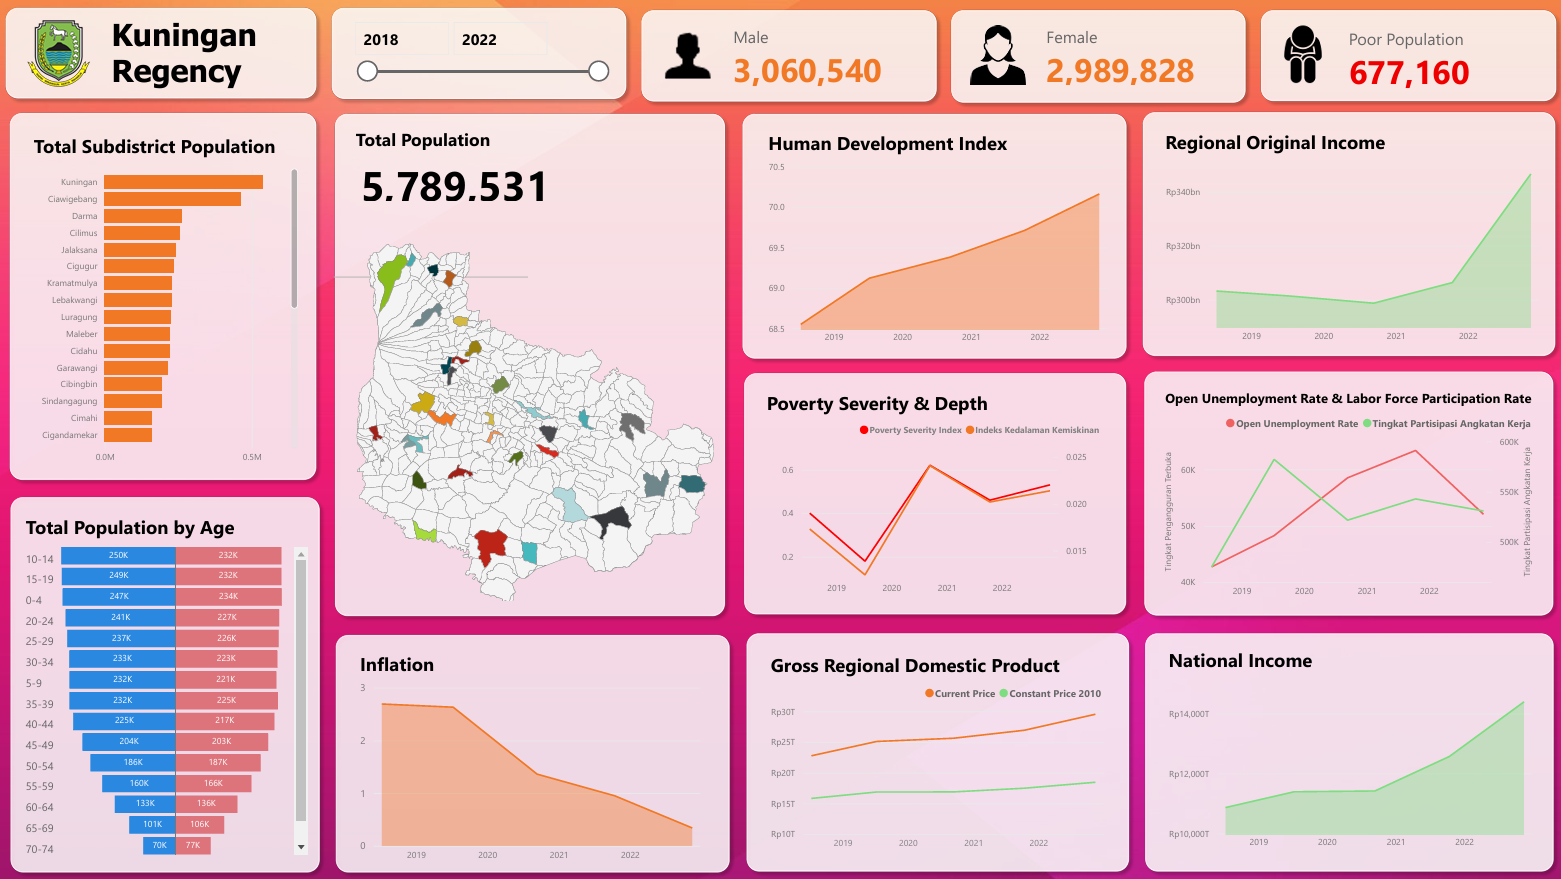 Kuningan
Regency
2018
2022
Male
3,060,540
Female
2,989,828
Poor Population
677,160
Total Subdistrict Population
Kuningan
Ciawigebang
Darma
Cilimus
Jalaksana
Cigugur
Kramatmulya
Lebakwangi
Luragung
Maleber
Cidahu
Garawangi
Cibingbin
Sindangagung
Cimahi
Cigandamekar
0.0M 0.5M
Total Population
5,789,531
Human Development Index
70.5
70.0
69.5
69.0
68.5
2019 2020 2021 2022
Regional Original Income
Rp340bn
Rp320bn
Rp300bn
2019 2020 2021 2022
Poverty Severity & Depth
Poverty Severity Index Indeks Kedalaman Kemiskinan
0.6
0.4
0.2
0.025
0.020
0.015
2019 2020 2021 2022
Open Unemployment Rate & Labor Force Participation Rate
Open Unemployment Rate Tingkat Partisipasi Angkatan Kerja
Tingkat Pengangguran Terbuka
60K
50K
40K
600K
550K
500K
Tingkat Partisipasi Angkatan Kerja
2019 2020 2021 2022
Total Population by Age
10-14 250K 232K
15-19 249K 232K
0-4 247K 234K
20-24 241K 227K
25-29 237K 226K
30-34 233K 223K
5-9 232K 221K
35-39 232K 225K
40-44 225K 217K
45-49 204K 203K
50-54 186K 187K
55-59 160K 166K
60-64 133K 136K
65-69 101K 106K
70-74 70K 77K
Inflation
3
2
1
0
2019 2020 2021 2022
Gross Regional Domestic Product
Current Price Constant Price 2010
Rp30T
Rp25T
Rp20T
Rp15T
Rp10T
2019 2020 2021 2022
National Income
Rp14,000T
Rp12,000T
Rp10,000T
2019 2020 2021 2022